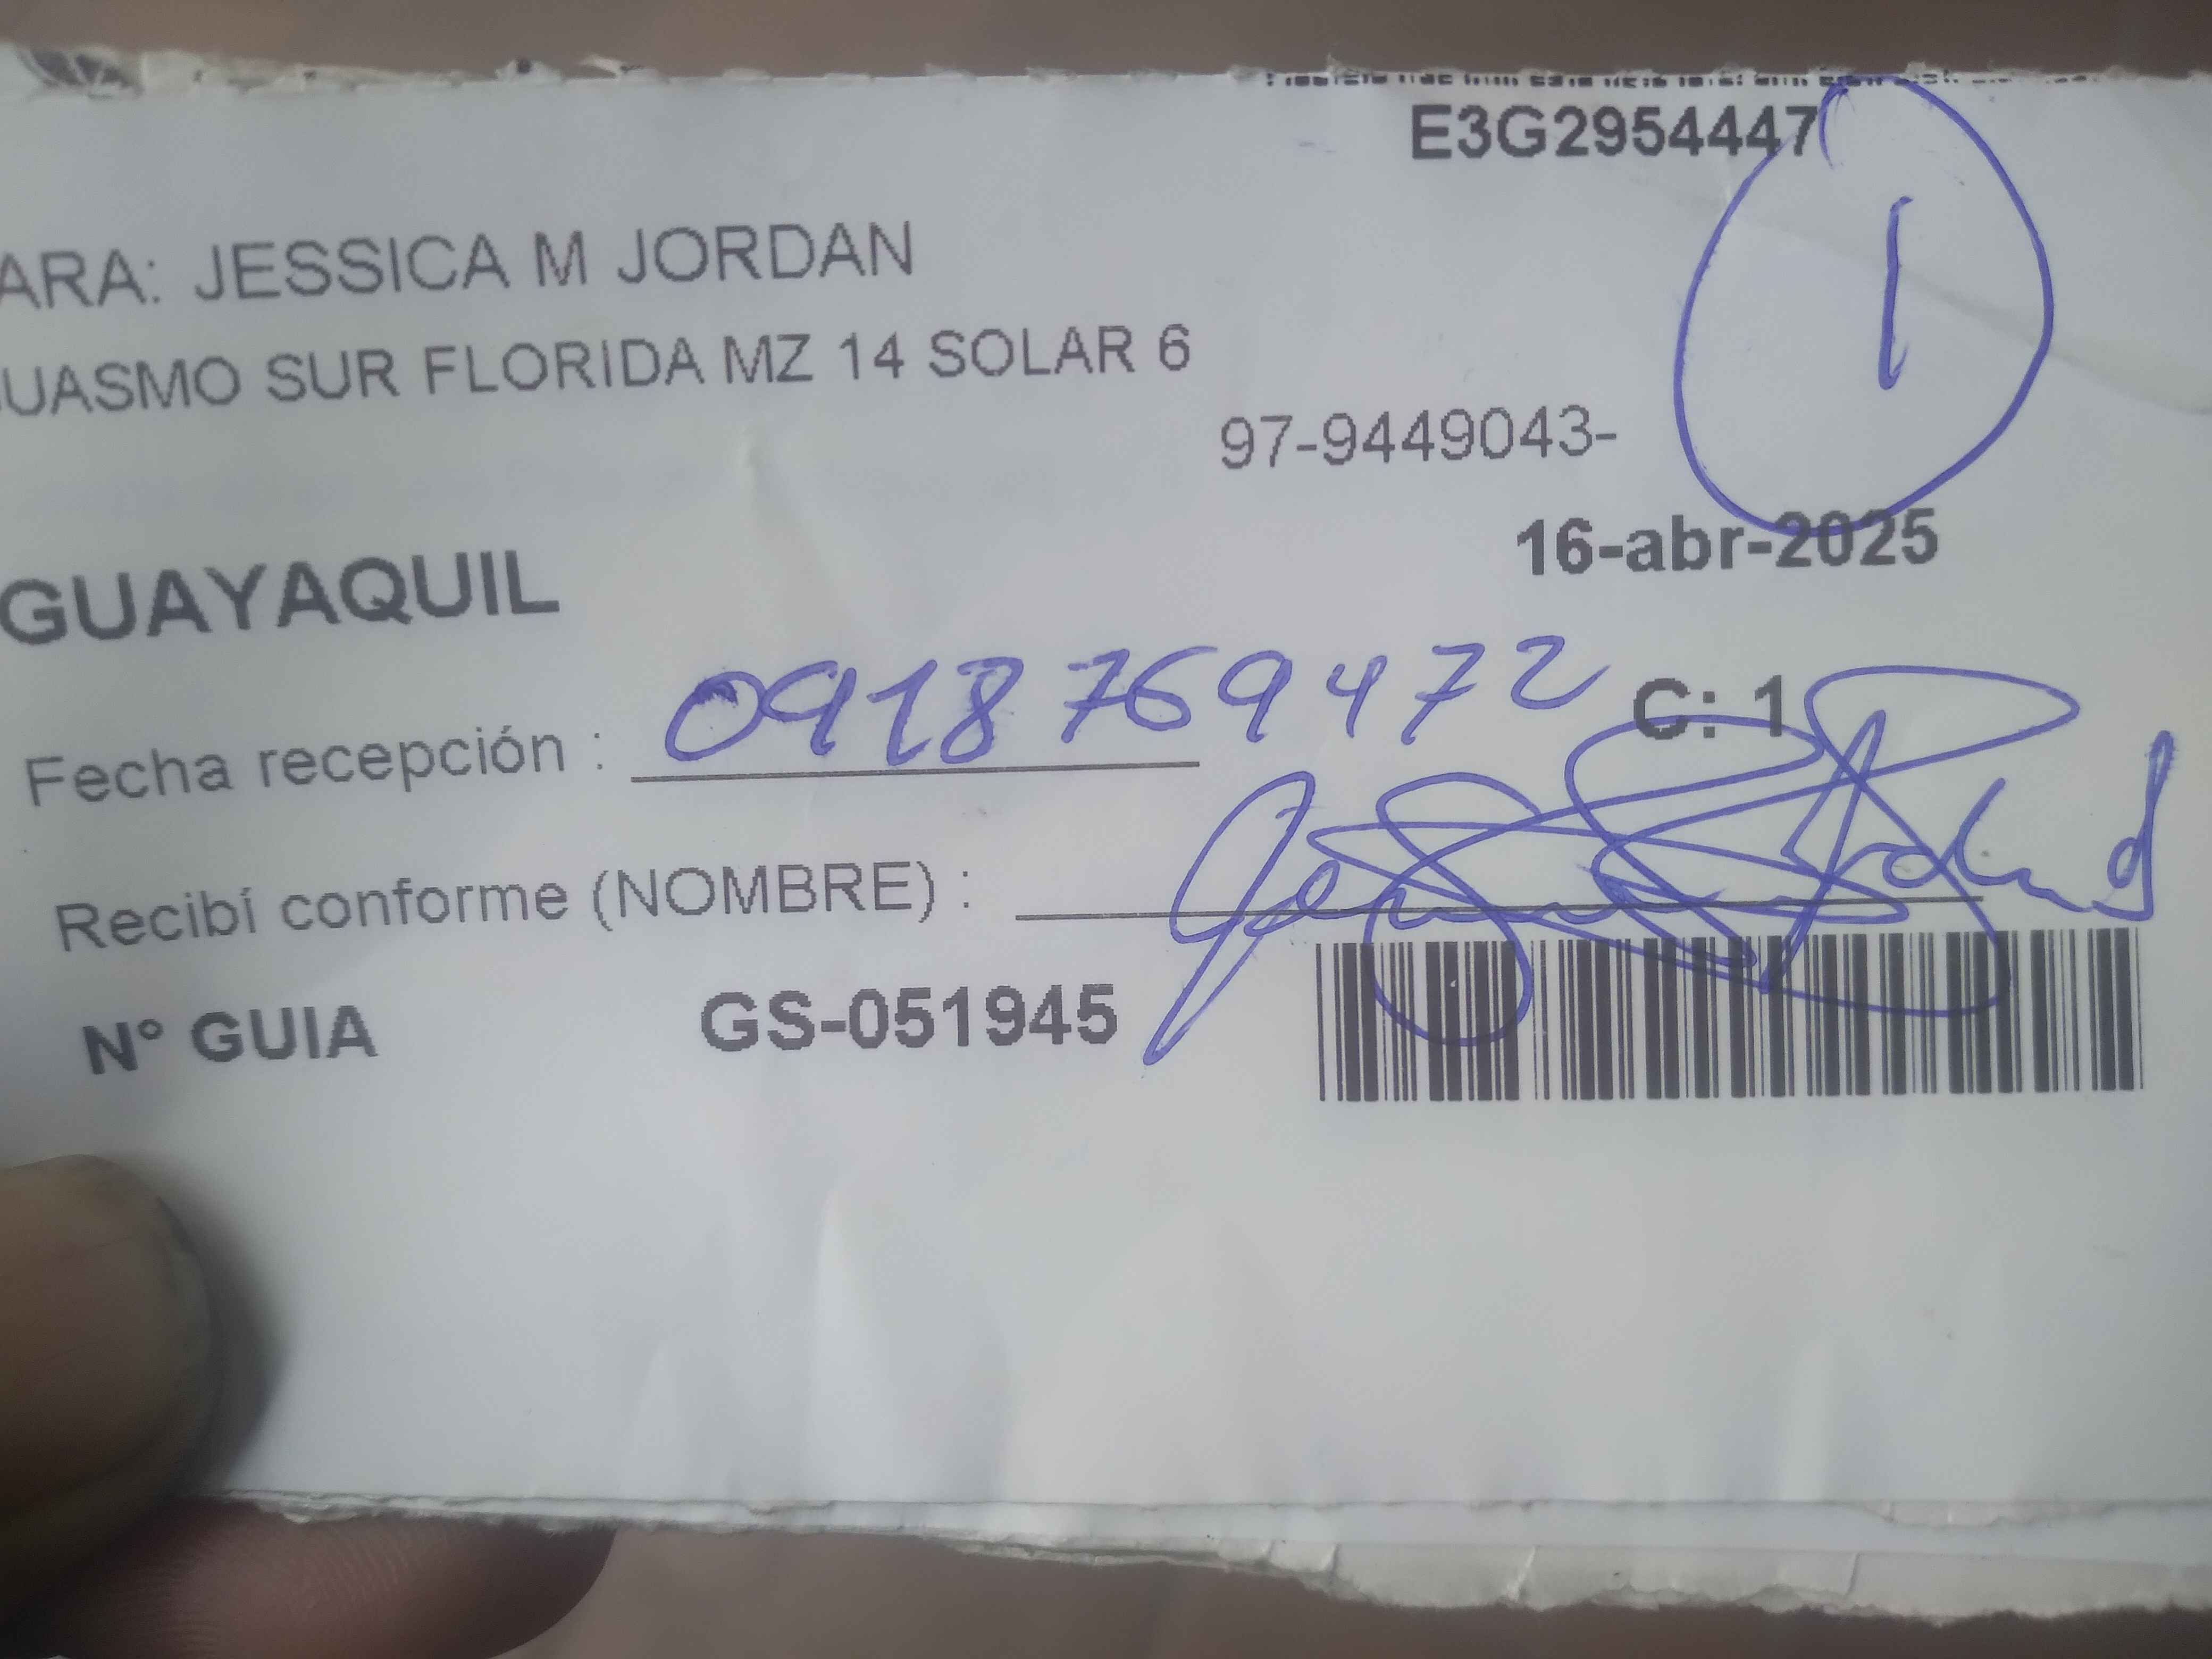 E3G2954447
1
ARA: JESSICA M JORDAN
UASMO SUR FLORIDA MZ 14 SOLAR 6
97-9449043-
16-abr-2025
GUAYAQUIL
Fecha recepción : 0918769472 C: 1
Recibí conforme (NOMBRE) :
N° GUIA GS-051945